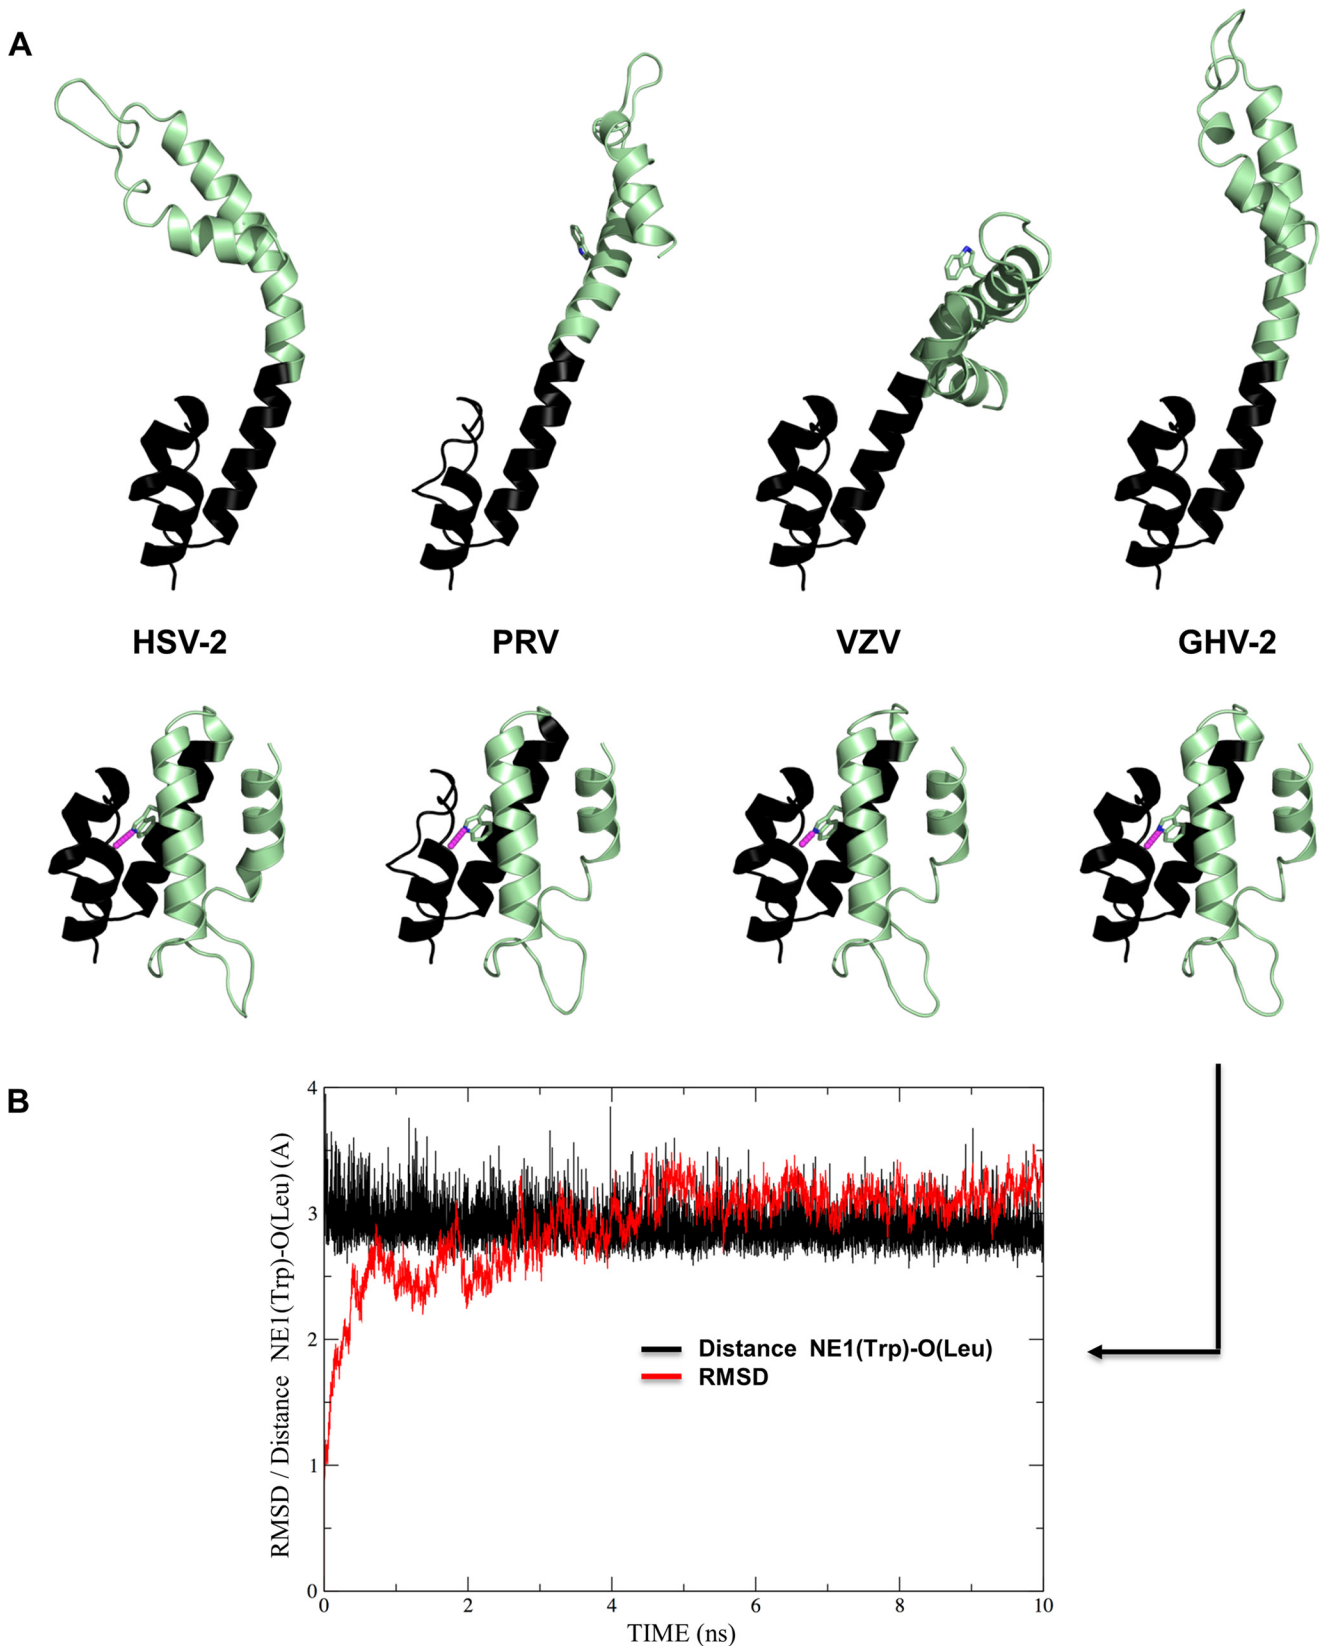 A
HSV-2 PRV VZV GHV-2
B
RMSD / Distance NE1(Trp)-O(Leu) (A)
4
3
2
1
0
Distance NE1(Trp)-O(Leu)
RMSD
0 2 4 6 8 10
TIME (ns)